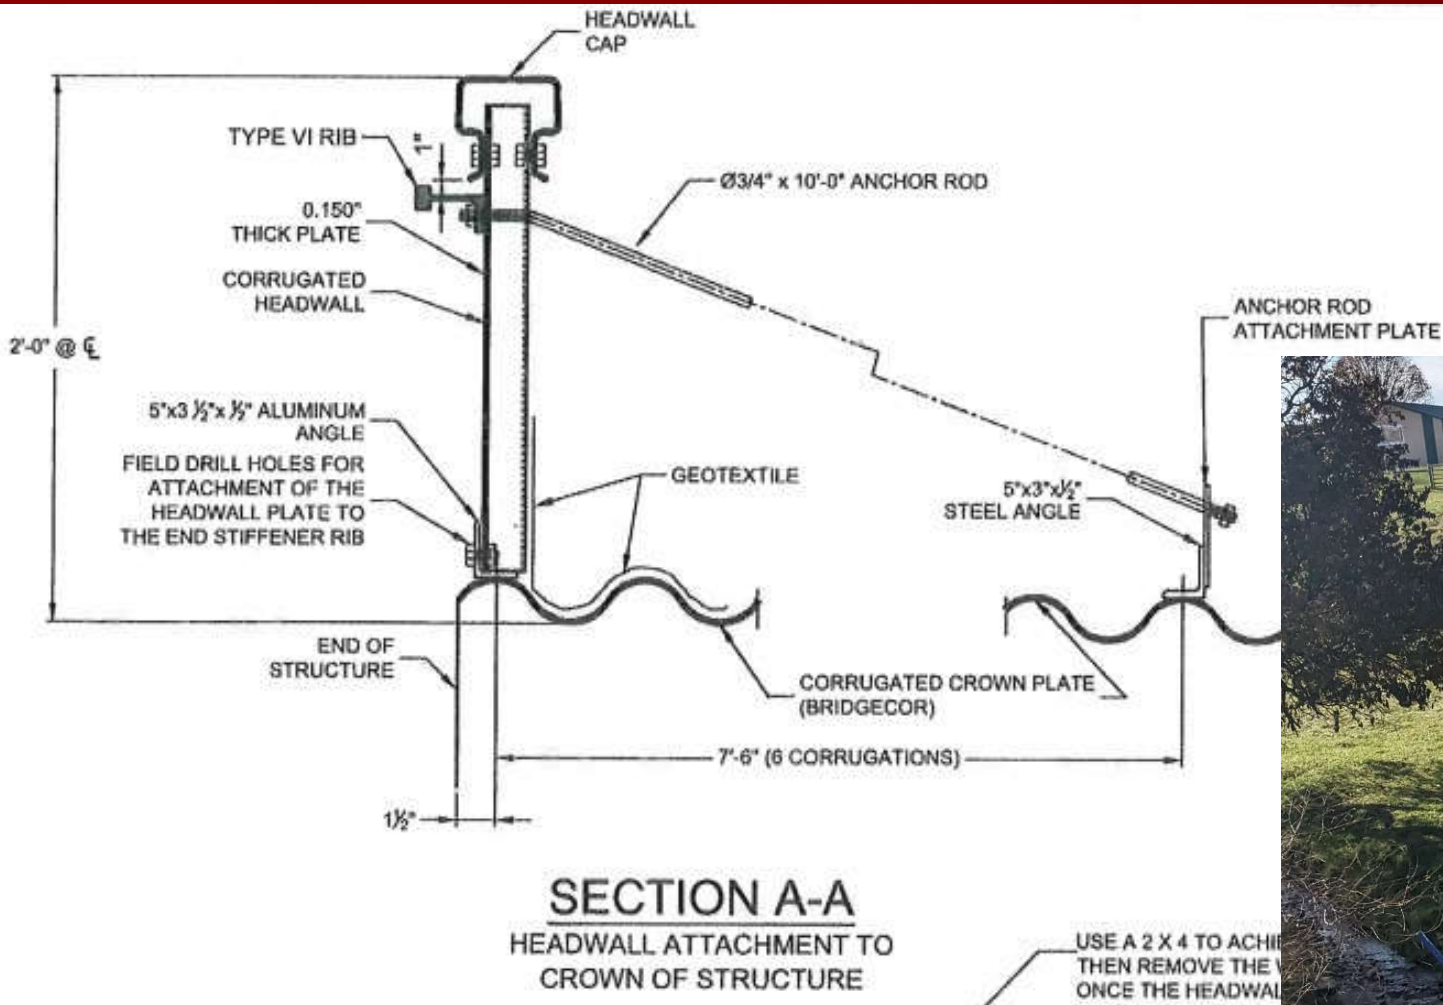 HEADWALL
CAP
TYPE VI RIB
1"
Ø3/4" x 10'-0" ANCHOR ROD
0.150"
THICK PLATE
CORRUGATED
HEADWALL
ANCHOR ROD
ATTACHMENT PLATE
2'-0" @ ℄
5"x3 ½"x ½" ALUMINUM
ANGLE
FIELD DRILL HOLES FOR
ATTACHMENT OF THE
HEADWALL PLATE TO
THE END STIFFENER RIB
GEOTEXTILE
5"x3"x½"
STEEL ANGLE
END OF
STRUCTURE
CORRUGATED CROWN PLATE
(BRIDGECOR)
7'-6" (6 CORRUGATIONS)
1½"
SECTION A-A
HEADWALL ATTACHMENT TO
CROWN OF STRUCTURE
USE A 2 X 4 TO
THEN REMOVE THE
ONCE THE